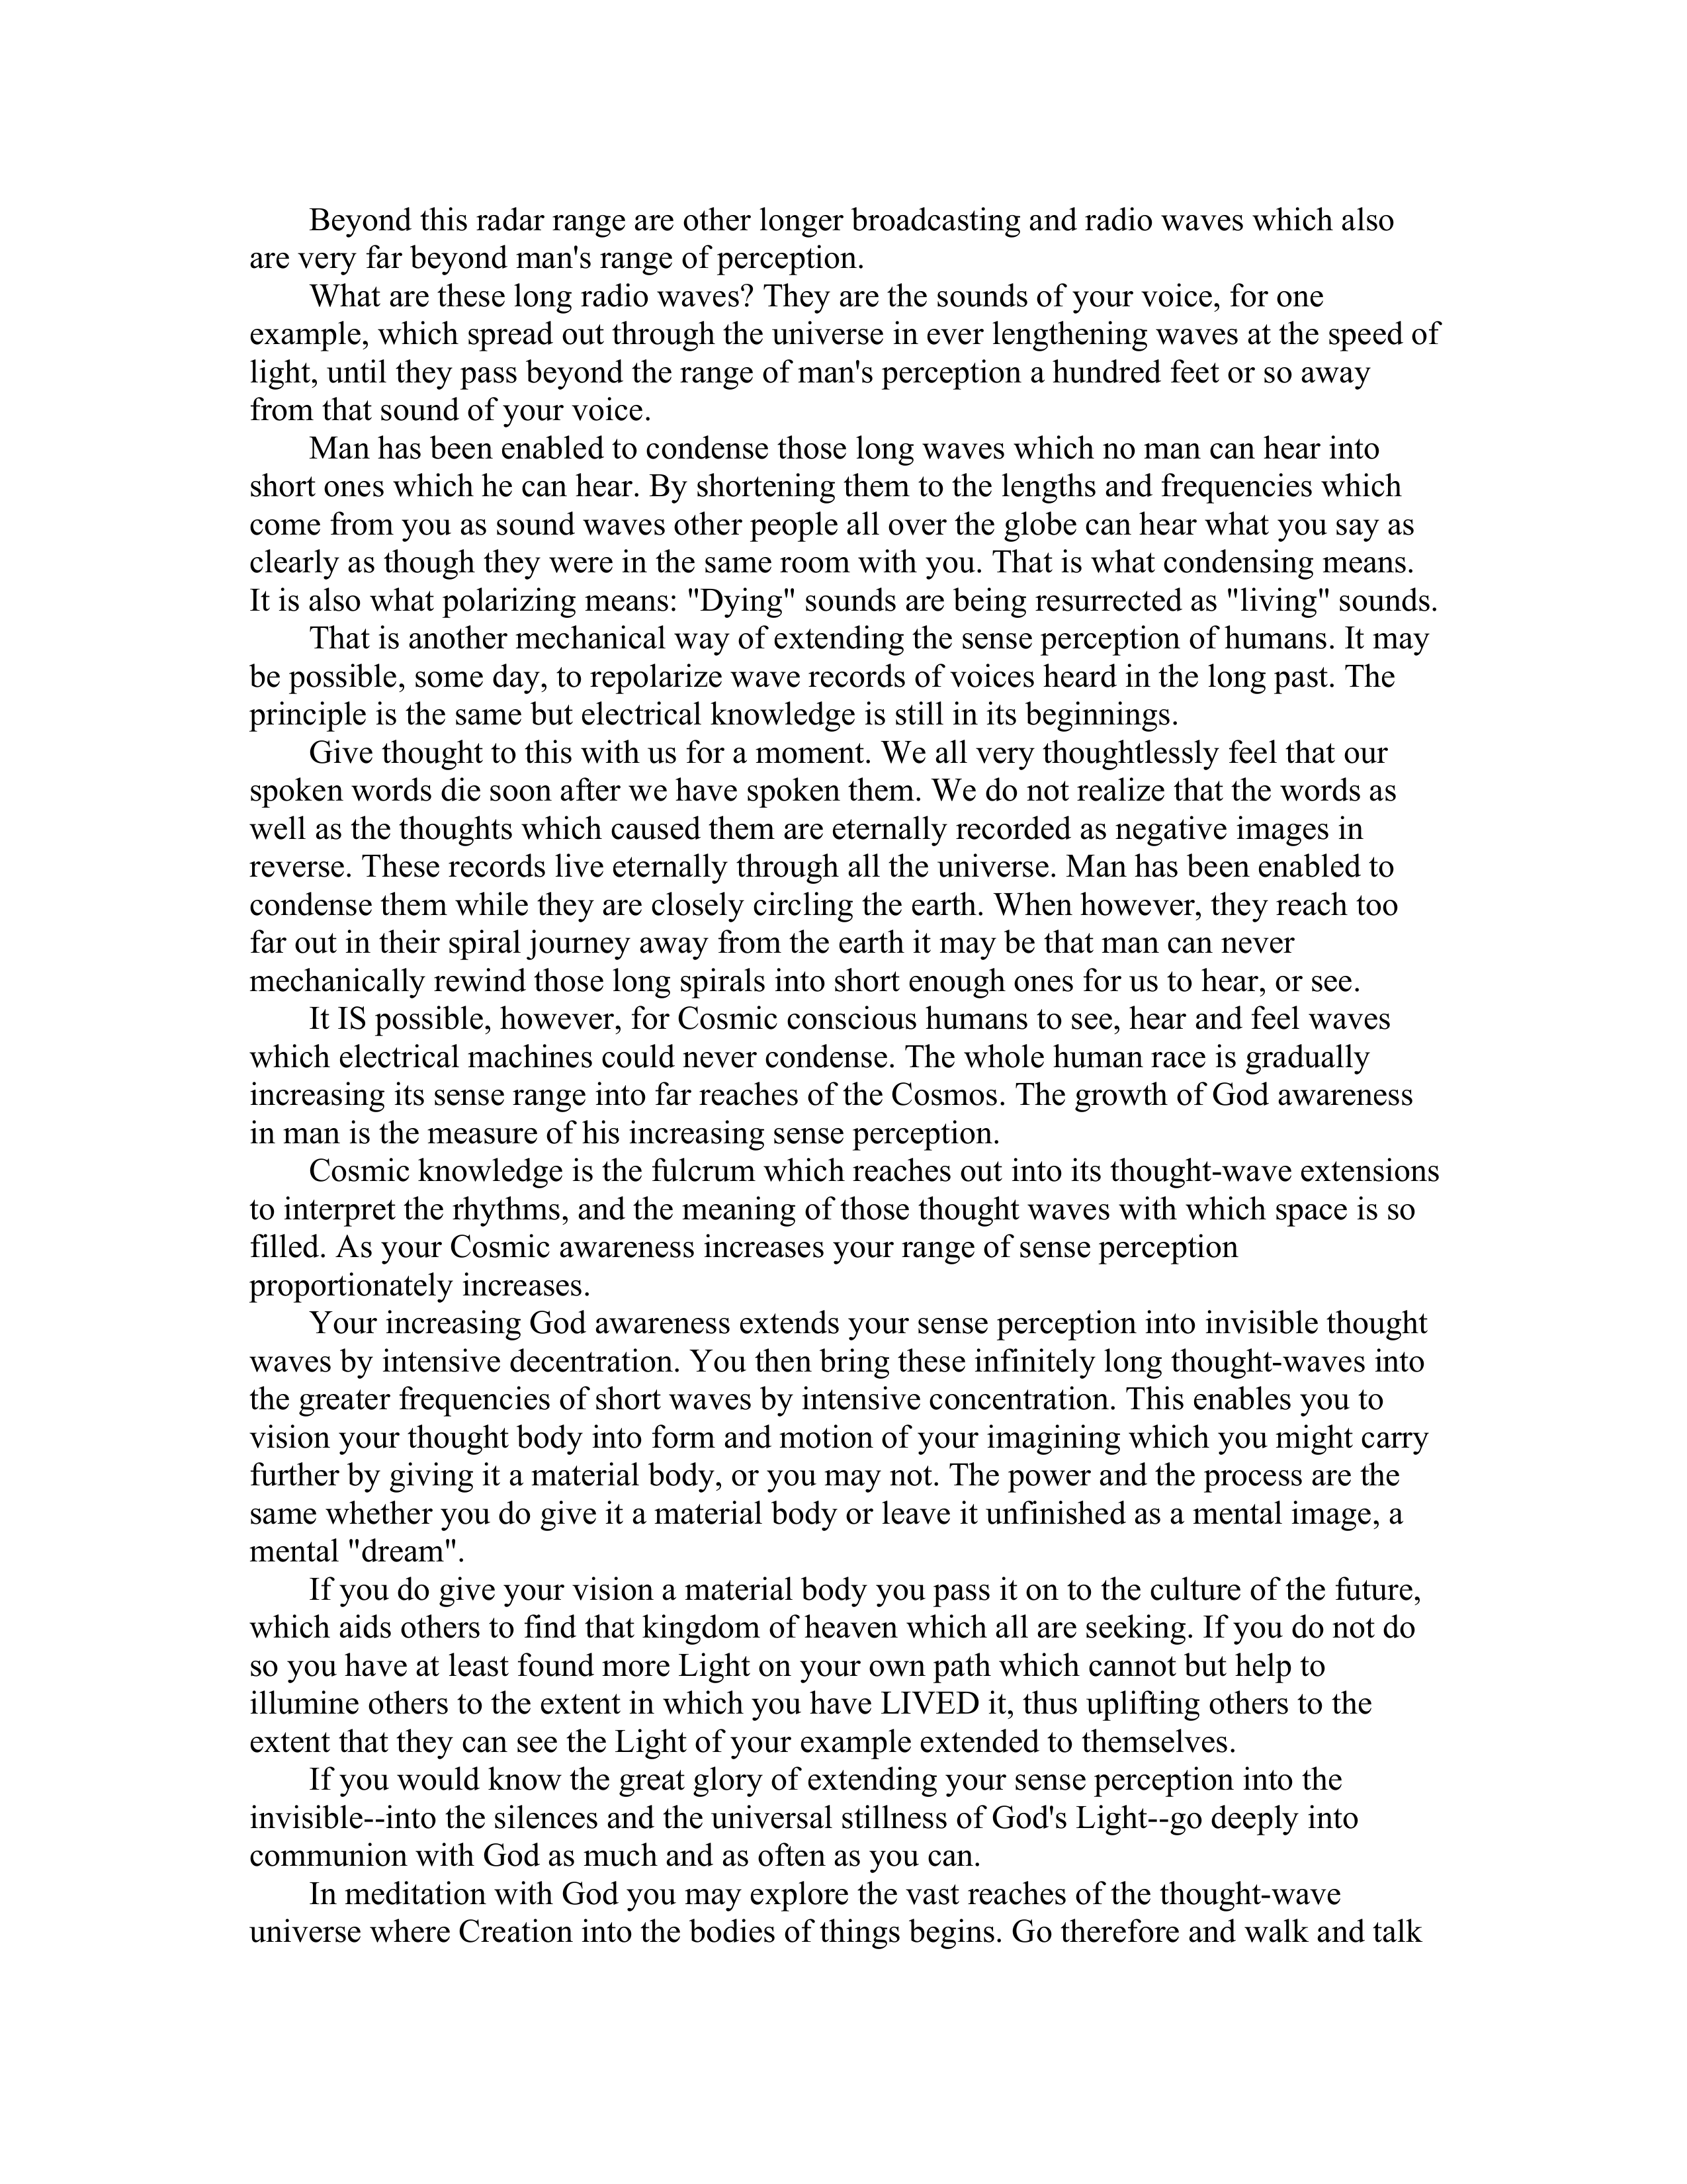 Beyond this radar range are other longer broadcasting and radio waves which also
are very far beyond man's range of perception.
What are these long radio waves? They are the sounds of your voice, for one
example, which spread out through the universe in ever lengthening waves at the speed of
light, until they pass beyond the range of man's perception a hundred feet or so away
from that sound of your voice.
Man has been enabled to condense those long waves which no man can hear into
short ones which he can hear. By shortening them to the lengths and frequencies which
come from you as sound waves other people all over the globe can hear what you say as
clearly as though they were in the same room with you. That is what condensing means.
It is also what polarizing means: "Dying" sounds are being resurrected as "living" sounds.
That is another mechanical way of extending the sense perception of humans. It may
be possible, some day, to repolarize wave records of voices heard in the long past. The
principle is the same but electrical knowledge is still in its beginnings.
Give thought to this with us for a moment. We all very thoughtlessly feel that our
spoken words die soon after we have spoken them. We do not realize that the words as
well as the thoughts which caused them are eternally recorded as negative images in
reverse. These records live eternally through all the universe. Man has been enabled to
condense them while they are closely circling the earth. When however, they reach too
far out in their spiral journey away from the earth it may be that man can never
mechanically rewind those long spirals into short enough ones for us to hear, or see.
It IS possible, however, for Cosmic conscious humans to see, hear and feel waves
which electrical machines could never condense. The whole human race is gradually
increasing its sense range into far reaches of the Cosmos. The growth of God awareness
in man is the measure of his increasing sense perception.
Cosmic knowledge is the fulcrum which reaches out into its thought-wave extensions
to interpret the rhythms, and the meaning of those thought waves with which space is so
filled. As your Cosmic awareness increases your range of sense perception
proportionately increases.
Your increasing God awareness extends your sense perception into invisible thought
waves by intensive decentration. You then bring these infinitely long thought-waves into
the greater frequencies of short waves by intensive concentration. This enables you to
vision your thought body into form and motion of your imagining which you might carry
further by giving it a material body, or you may not. The power and the process are the
same whether you do give it a material body or leave it unfinished as a mental image, a
mental "dream".
If you do give your vision a material body you pass it on to the culture of the future,
which aids others to find that kingdom of heaven which all are seeking. If you do not do
so you have at least found more Light on your own path which cannot but help to
illumine others to the extent in which you have LIVED it, thus uplifting others to the
extent that they can see the Light of your example extended to themselves.
If you would know the great glory of extending your sense perception into the
invisible--into the silences and the universal stillness of God's Light--go deeply into
communion with God as much and as often as you can.
In meditation with God you may explore the vast reaches of the thought-wave
universe where Creation into the bodies of things begins. Go therefore and walk and talk